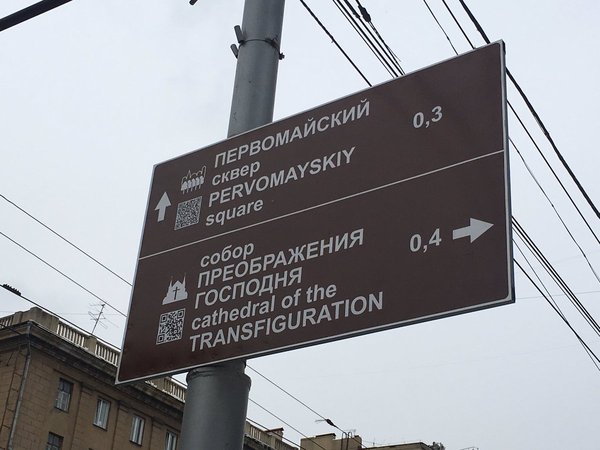 ПЕРВОМАЙСКИЙ
сквер
PERVOMAYSKIY
square
0,3
собор
ПРЕОБРАЖЕНИЯ
ГОСПОДНЯ
cathedral of the
TRANSFIGURATION
0,4